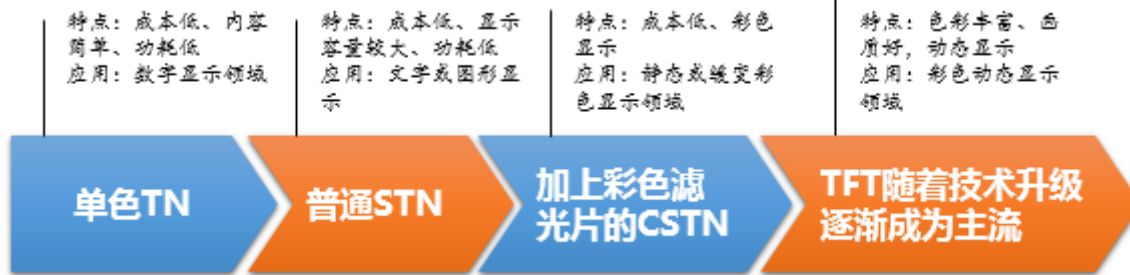 特点：成本低、内容
简单、功耗低
应用：数字显示领域
特点：成本低、显示
容量较大、功耗低
应用：文字或图形显
示
特点：成本低、彩色
显示
应用：静态或缓变彩
色显示领域
特点：色彩丰富、画
质好，动态显示
应用：彩色动态显示
领域
单色TN
普通STN
加上彩色滤
光片的CSTN
TFT随着技术升级
逐渐成为主流